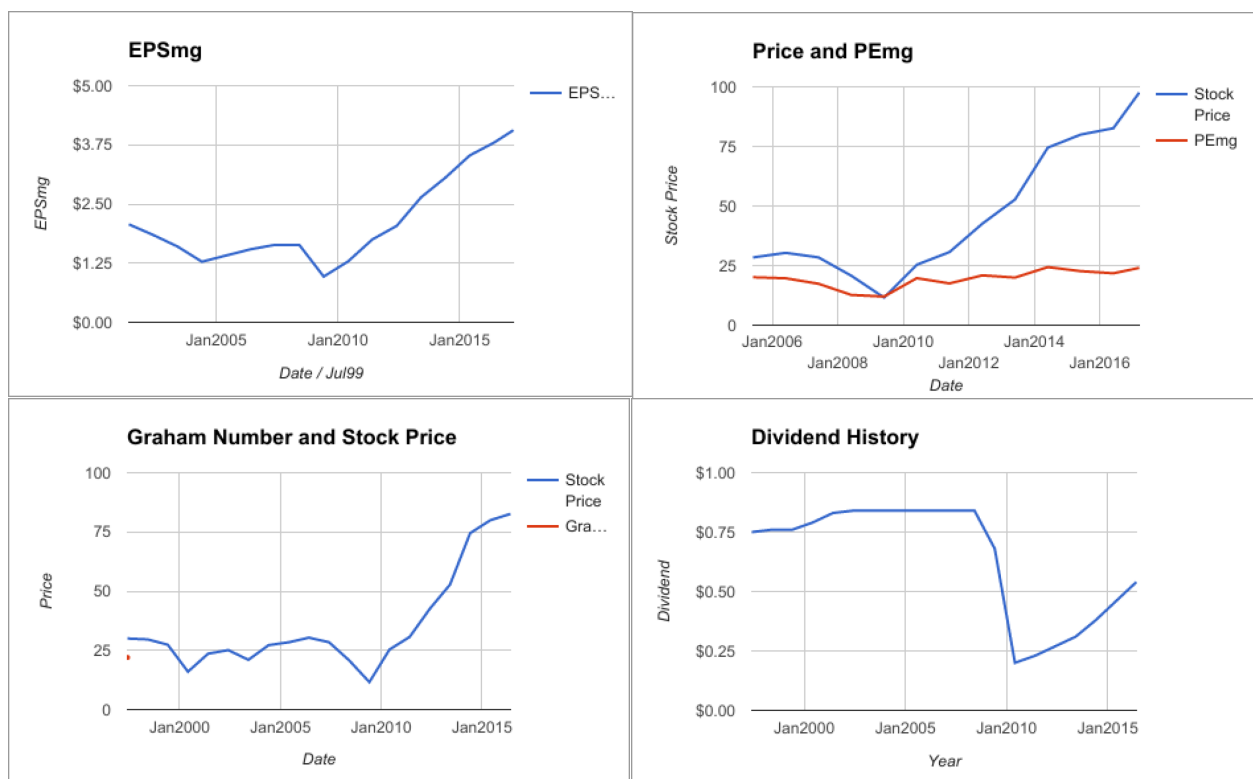 EPSmg
$5.00
$3.75
$2.50
$1.25
$0.00
EPSmg
Jan2005
Jan2010
Jan2015
Date / Jul99
EPS…
Price and PEmg
100
75
50
25
0
Stock Price
Jan2006
Jan2008
Jan2010
Jan2012
Jan2014
Jan2016
Date
Stock
Price
PEmg
Graham Number and Stock Price
100
75
50
25
0
Price
Jan2000
Jan2005
Jan2010
Jan2015
Date
Stock
Price
Gra…
Dividend History
$1.00
$0.75
$0.50
$0.25
$0.00
Dividend
Jan2000
Jan2005
Jan2010
Jan2015
Year